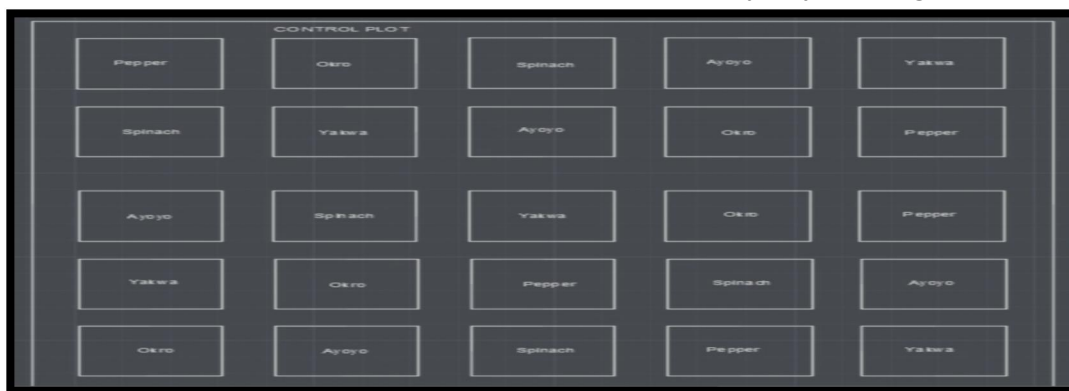 CONTROL PLOT
Pepper Okro Spinach Ayoyo Yakwa
Spinach Yakwa Ayoyo Okro Pepper
Ayoyo Spinach Yakwa Okro Pepper
Yakwa Okro Pepper Spinach Ayoyo
Okro Ayoyo Spinach Pepper Yakwa